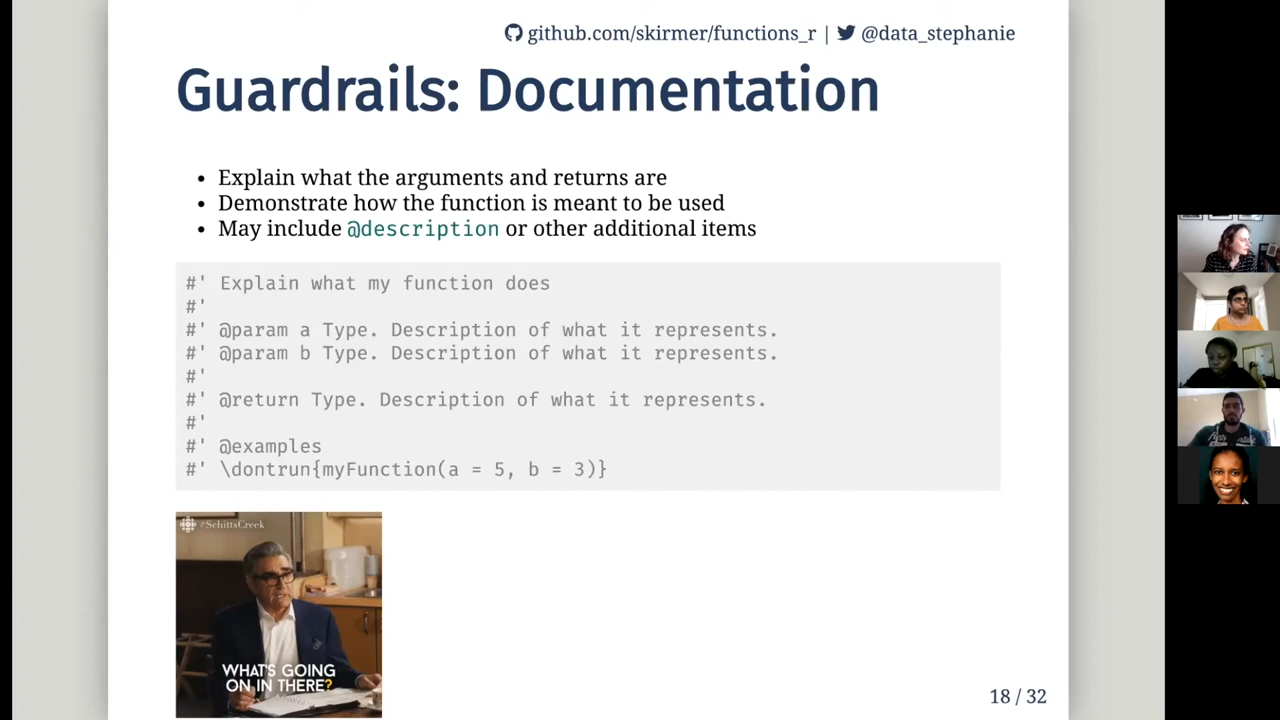 github.com/skirmer/functions_r | @data_stephanie
Guardrails: Documentation
• Explain what the arguments and returns are
• Demonstrate how the function is meant to be used
• May include @description or other additional items
#' Explain what my function does
#'
#' @param a Type. Description of what it represents.
#' @param b Type. Description of what it represents.
#'
#' @return Type. Description of what it represents.
#'
#' @examples
#' \dontrun{myFunction(a = 5, b = 3)}
#SchittsCreek
WHAT'S GOING
ON IN THERE?
18 / 32